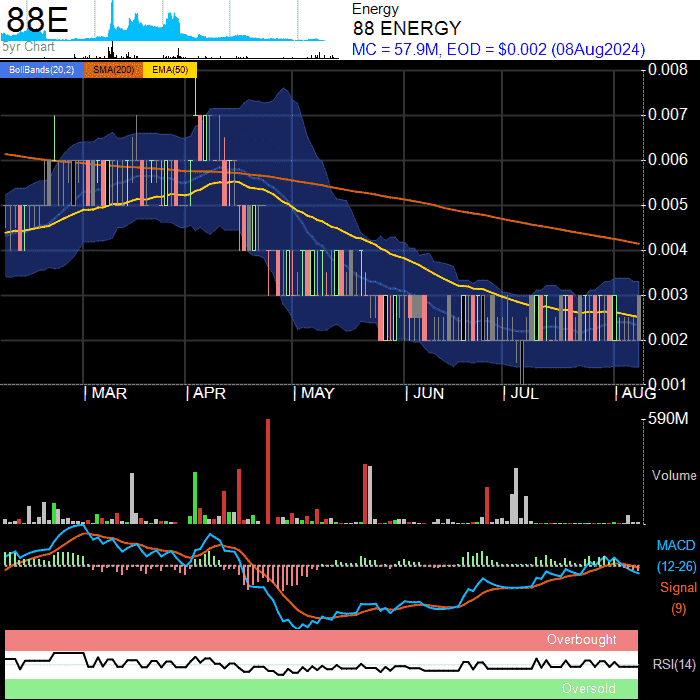 88E
5yr Chart
Energy
88 ENERGY
MC = 57.9M, EOD = $0.002 (08Aug2024)
BollBands(20,2) SMA(200) EMA(50)
0.008
0.007
0.006
0.005
0.004
0.003
0.002
0.001
| MAR | APR | MAY | JUN | JUL | AUG
590M
Volume
MACD
(12-26)
Signal
(9)
Overbought
RSI(14)
Oversold